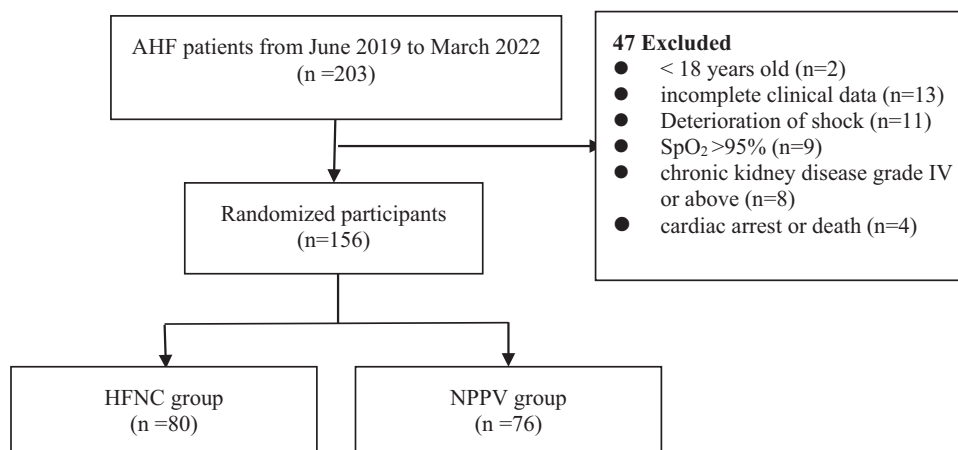 AHF patients from June 2019 to March 2022
(n =203)
47 Excluded
● < 18 years old (n=2)
● incomplete clinical data (n=13)
● Deterioration of shock (n=11)
● SpO₂ >95% (n=9)
● chronic kidney disease grade IV
or above (n=8)
● cardiac arrest or death (n=4)
Randomized participants
(n=156)
HFNC group
(n =80)
NPPV group
(n =76)